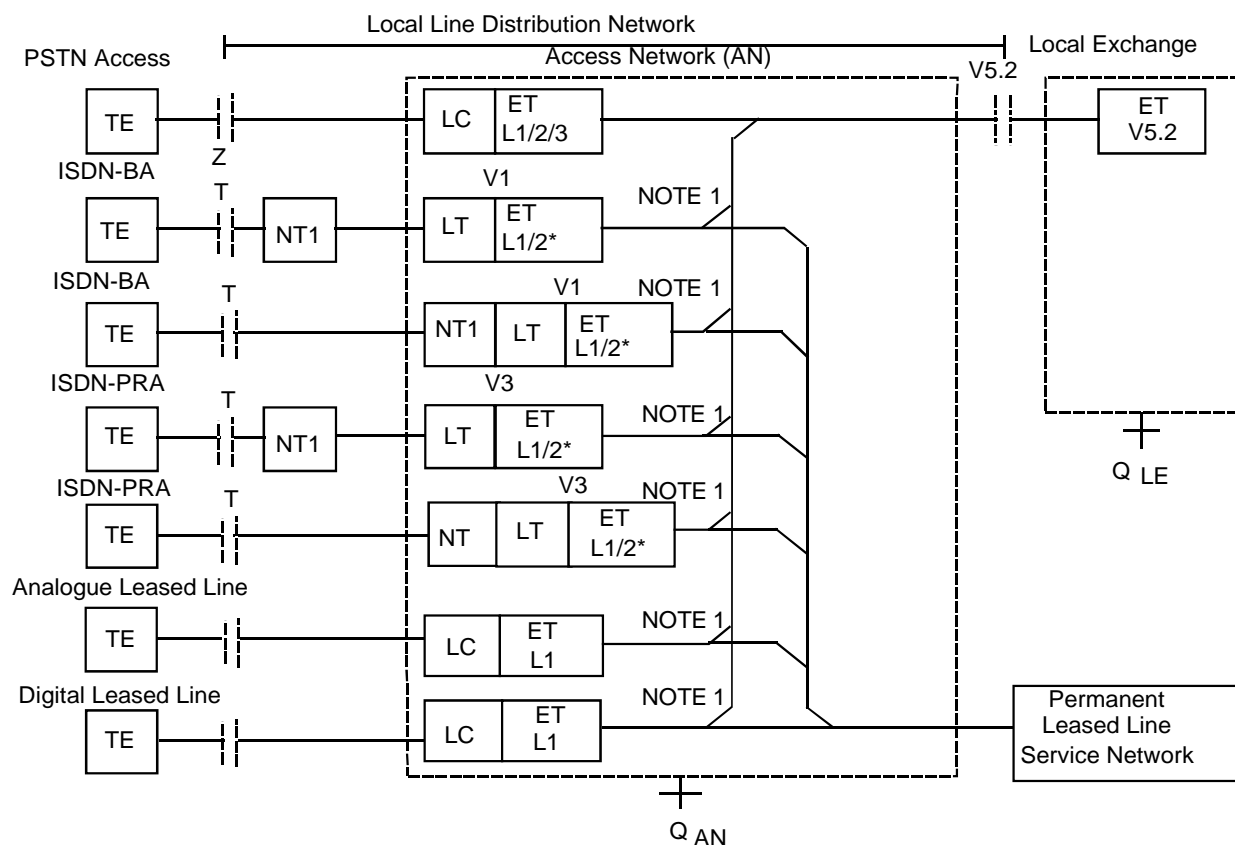 Local Line Distribution Network
PSTN Access
Access Network (AN)
V5.2
Local Exchange
TE
Z
LC
ET
L1/2/3
ET
V5.2
ISDN-BA
T
TE
NT1
V1
LT
ET
L1/2*
NOTE 1
ISDN-BA
T
TE
V1
NT1
LT
ET
L1/2*
NOTE 1
ISDN-PRA
T
TE
NT1
V3
LT
ET
L1/2*
NOTE 1
Q LE
ISDN-PRA
T
TE
V3
NT
LT
ET
L1/2*
NOTE 1
Analogue Leased Line
TE
LC
ET
L1
NOTE 1
Digital Leased Line
TE
LC
ET
L1
NOTE 1
Permanent
Leased Line
Service Network
Q AN